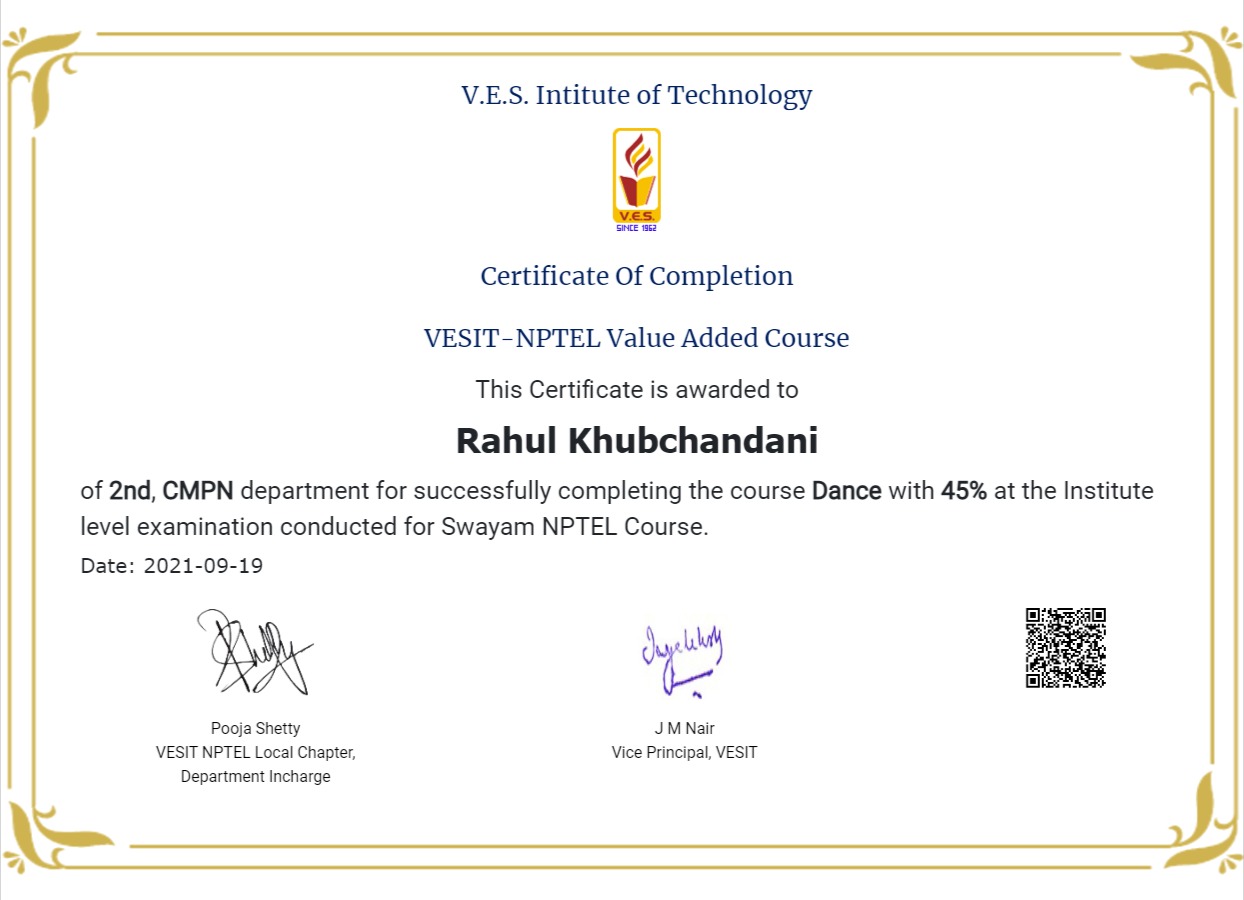 V.E.S. Intitute of Technology
V.E.S.
SINCE 1962
Certificate Of Completion
VESIT-NPTEL Value Added Course
This Certificate is awarded to
Rahul Khubchandani
of 2nd, CMPN department for successfully completing the course Dance with 45% at the Institute
level examination conducted for Swayam NPTEL Course.
Date: 2021-09-19
Pooja Shetty
VESIT NPTEL Local Chapter,
Department Incharge
J M Nair
Vice Principal, VESIT